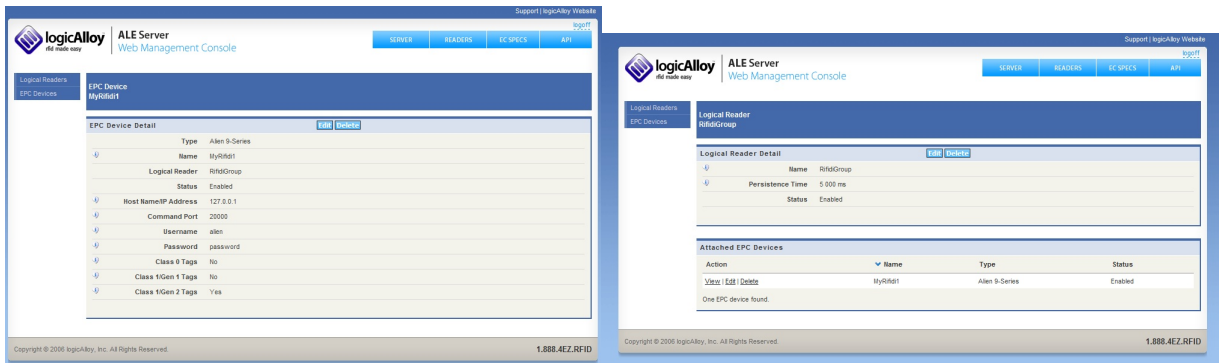 Support | logicAlloy Website
logoff
logicAlloy
rfid made easy
ALE Server
Web Management Console
SERVER READERS EC SPECS API
Logical Readers
EPC Devices
EPC Device
MyRifidi1
EPC Device Detail Edit Delete
Type Alien 9-Series
Name MyRifidi1
Logical Reader RifidiGroup
Status Enabled
Host Name/IP Address 127.0.0.1
Command Port 20000
Username alien
Password password
Class 0 Tags No
Class 1/Gen 1 Tags No
Class 1/Gen 2 Tags Yes
Copyright © 2006 logicAlloy, Inc. All Rights Reserved. 1.888.4EZ.RFID
Support | logicAlloy Website
logoff
logicAlloy
rfid made easy
ALE Server
Web Management Console
SERVER READERS EC SPECS API
Logical Readers
EPC Devices
Logical Reader
RifidiGroup
Logical Reader Detail Edit Delete
Name RifidiGroup
Persistence Time 5 000 ms
Status Enabled
Attached EPC Devices
Action Name Type Status
View | Edit | Delete MyRifidi1 Alien 9-Series Enabled
One EPC device found.
Copyright © 2006 logicAlloy, Inc. All Rights Reserved. 1.888.4EZ.RFID